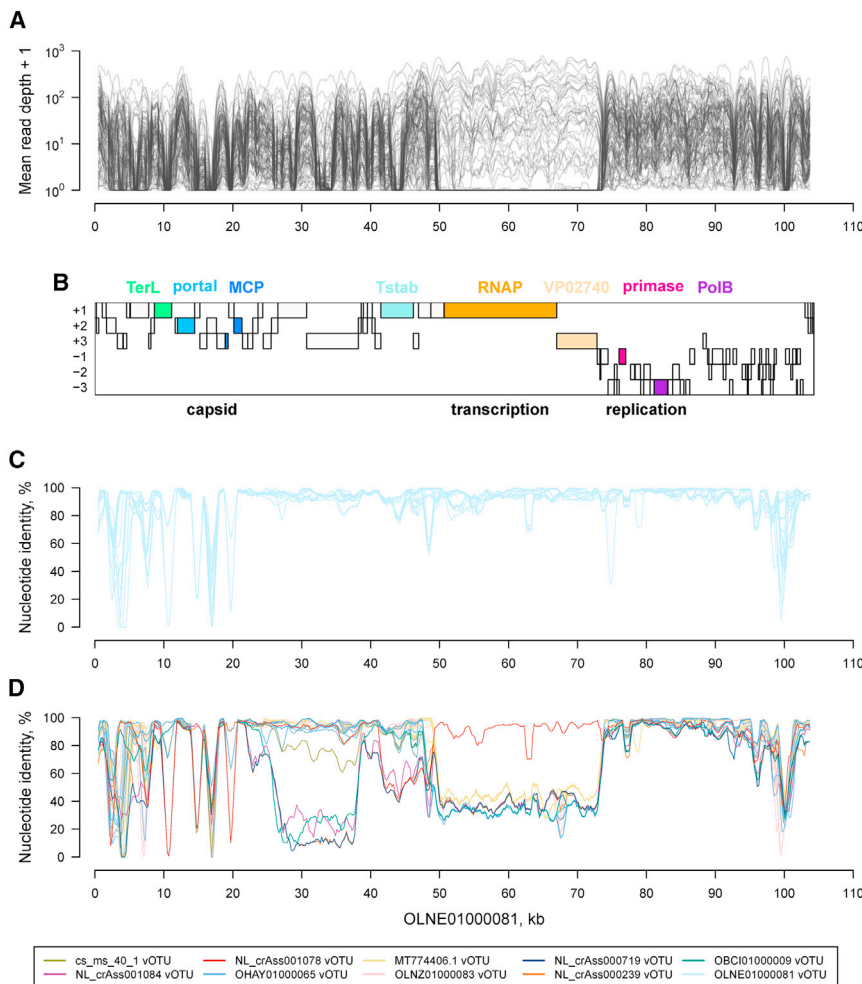 A
Mean read depth + 1
10³
10²
10¹
10⁰
0 10 20 30 40 50 60 70 80 90 100 110
B
TerL portal MCP Tstab RNAP VP02740 primase PolB
+1
+2
+3
−1
−2
−3
capsid transcription replication
C
Nucleotide identity, %
100
80
60
40
20
0
0 10 20 30 40 50 60 70 80 90 100 110
D
Nucleotide identity, %
100
80
60
40
20
0
0 10 20 30 40 50 60 70 80 90 100 110
OLNE01000081, kb
cs_ms_40_1 vOTU NL_crAss001078 vOTU MT774406.1 vOTU NL_crAss000719 vOTU OBCI01000009 vOTU
NL_crAss001084 vOTU OHAY01000065 vOTU OLNZ01000083 vOTU NL_crAss000239 vOTU OLNE01000081 vOTU